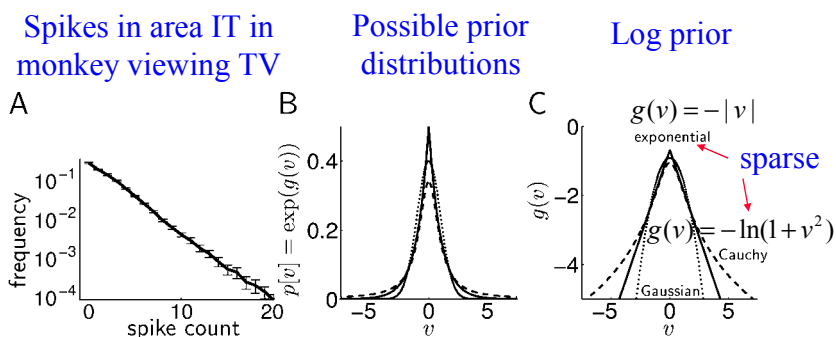 Spikes in area IT in
monkey viewing TV
Possible prior
distributions
Log prior
A
10⁻¹
10⁻²
10⁻³
10⁻⁴
frequency
0
10
20
spike count
B
0.4
0.2
0
p[v] = exp(g(v))
−5
0
5
v
C
g(v) = −| v |
exponential
sparse
0
−2
−4
g(v)
g(v) = −ln(1+ v²)
Cauchy
Gaussian
−5
0
5
v